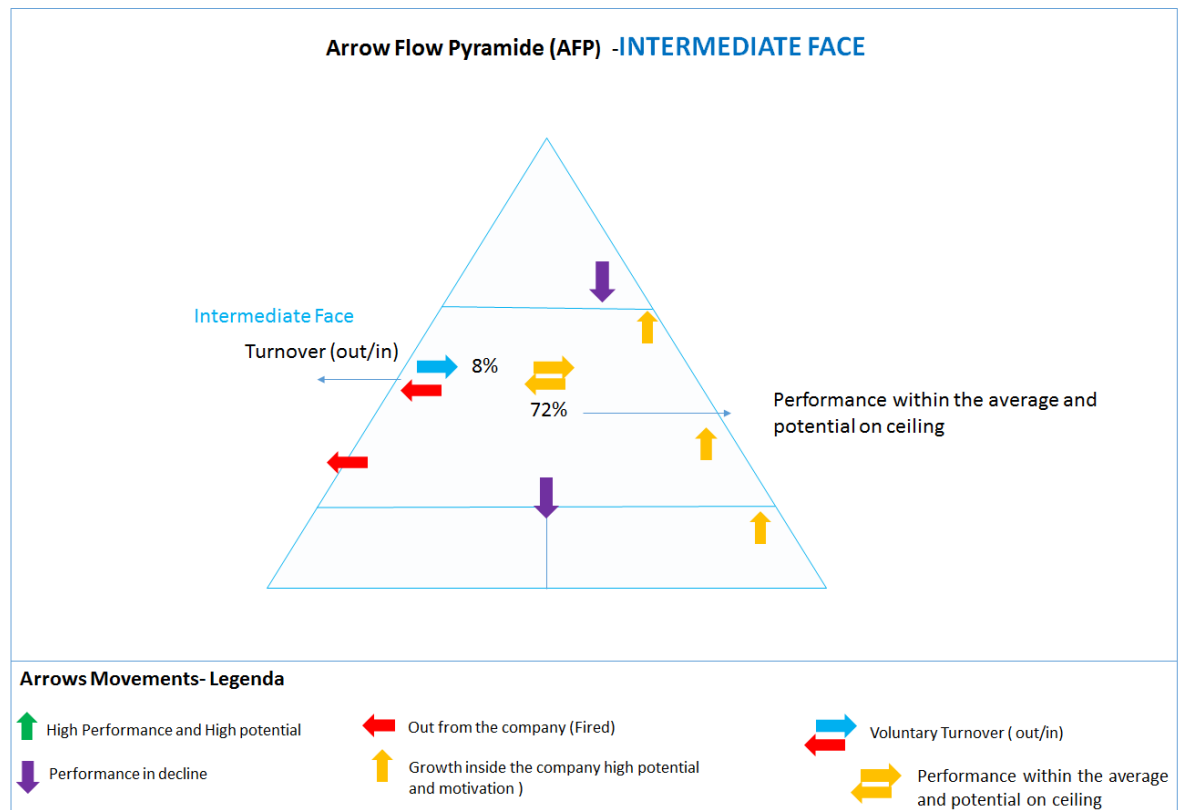 Arrow Flow Pyramide (AFP) -INTERMEDIATE FACE
Intermediate Face
Turnover (out/in)
8%
72%
Performance within the average and
potential on ceiling
Arrows Movements- Legenda
High Performance and High potential
Out from the company (Fired)
Voluntary Turnover ( out/in)
Performance in decline
Growth inside the company high potential
and motivation )
Performance within the average
and potential on ceiling